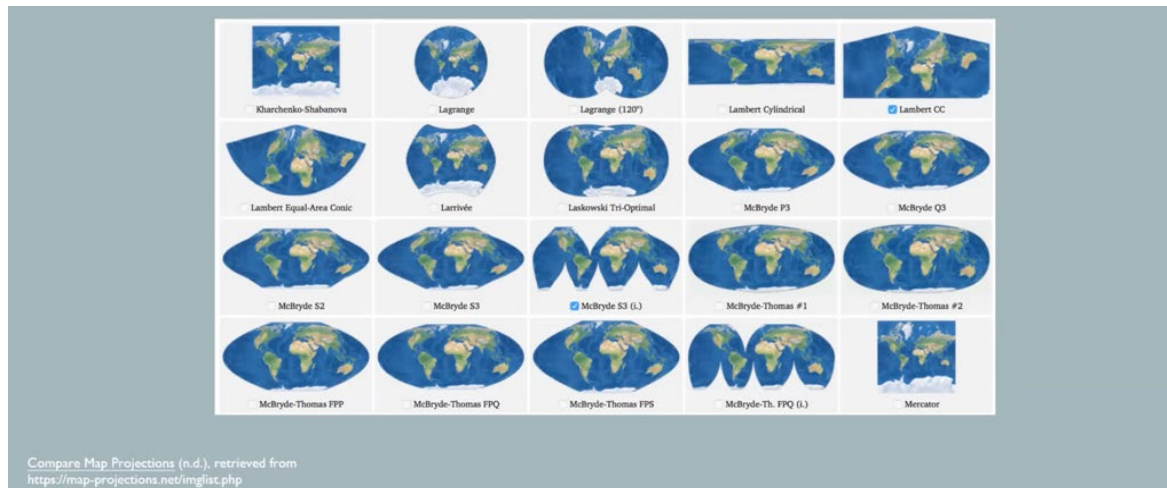 Kharchenko-Shabanova
Lagrange
Lagrange (120°)
Lambert Cylindrical
Lambert CC
Lambert Equal-Area Conic
Larrivée
Laskowski Tri-Optimal
McBryde P3
McBryde Q3
McBryde S2
McBryde S3
McBryde S3 (i.)
McBryde-Thomas #1
McBryde-Thomas #2
McBryde-Thomas FPP
McBryde-Thomas FPQ
McBryde-Thomas FPS
McBryde-Th. FPQ (i.)
Mercator
Compare Map Projections (n.d.), retrieved from
https://map-projections.net/imglist.php